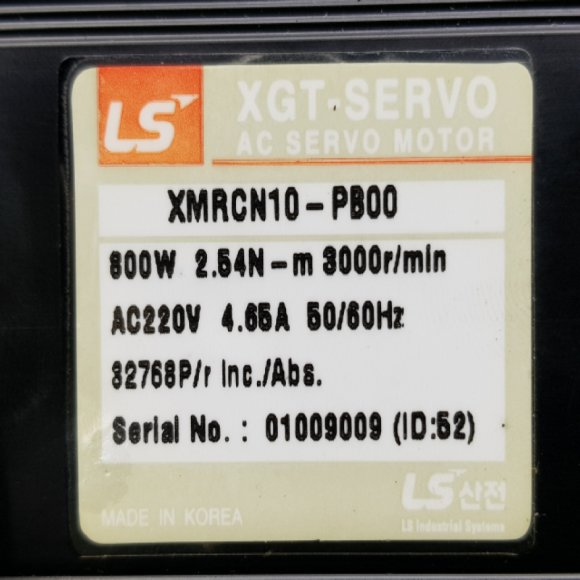 LS
XGT-SERVO
AC SERVO MOTOR
XMRCN10-PB00
800W 2.54N-m 3000r/min
AC220V 4.65A 50/60Hz
32768P/r Inc./Abs.
Serial No. : 01009009 (ID:52)
LS산전
MADE IN KOREA
LS Industrial Systems